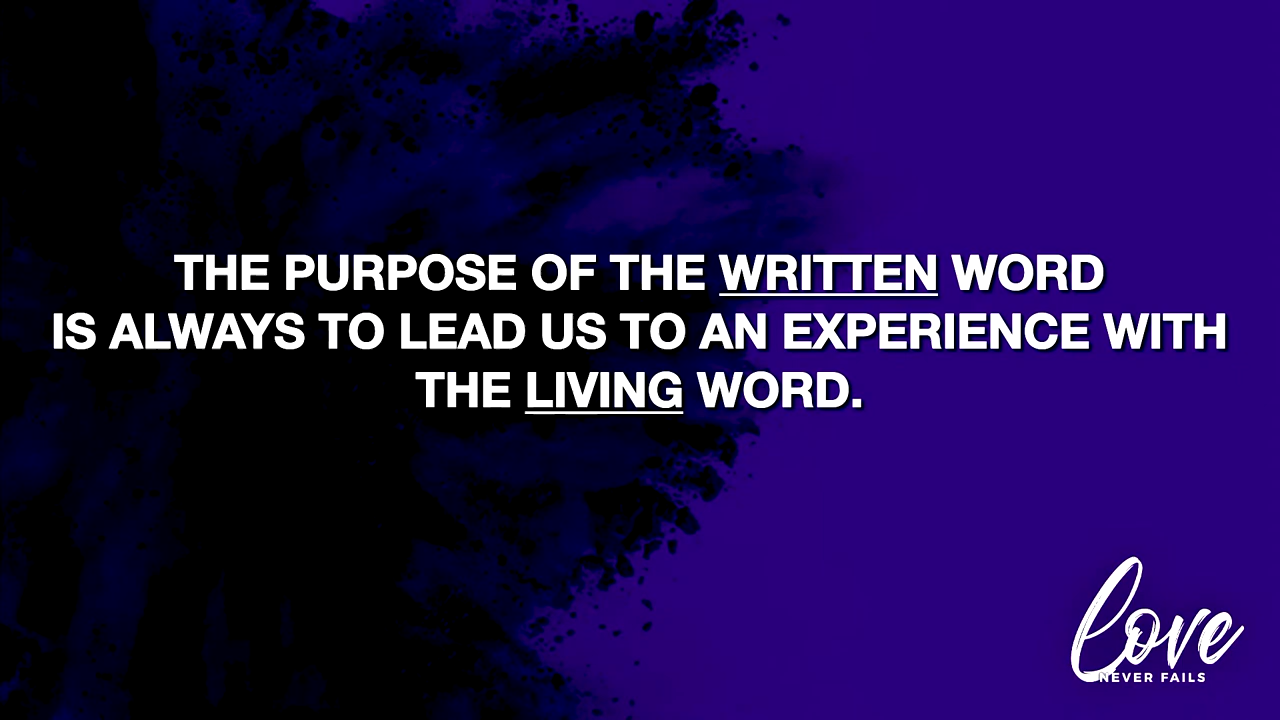 THE PURPOSE OF THE WRITTEN WORD
IS ALWAYS TO LEAD US TO AN EXPERIENCE WITH
THE LIVING WORD.
Love
NEVER FAILS